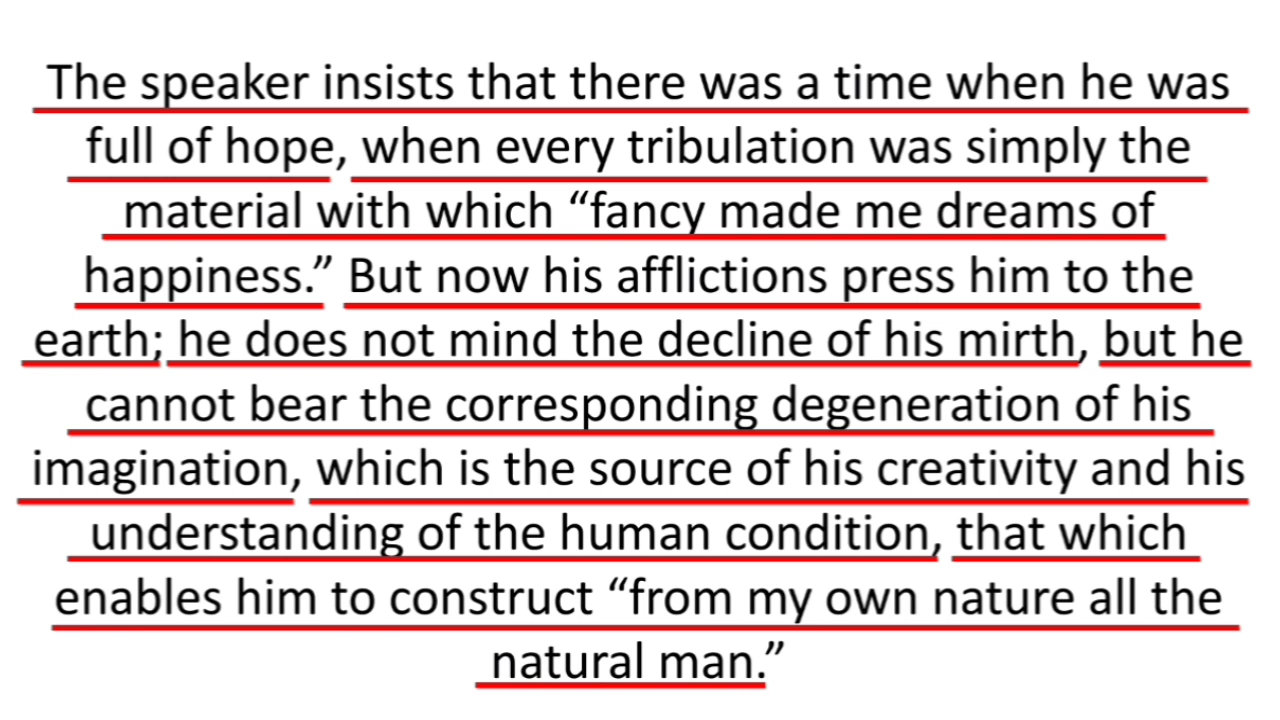 The speaker insists that there was a time when he was
full of hope, when every tribulation was simply the
material with which “fancy made me dreams of
happiness.” But now his afflictions press him to the
earth; he does not mind the decline of his mirth, but he
cannot bear the corresponding degeneration of his
imagination, which is the source of his creativity and his
understanding of the human condition, that which
enables him to construct “from my own nature all the
natural man.”